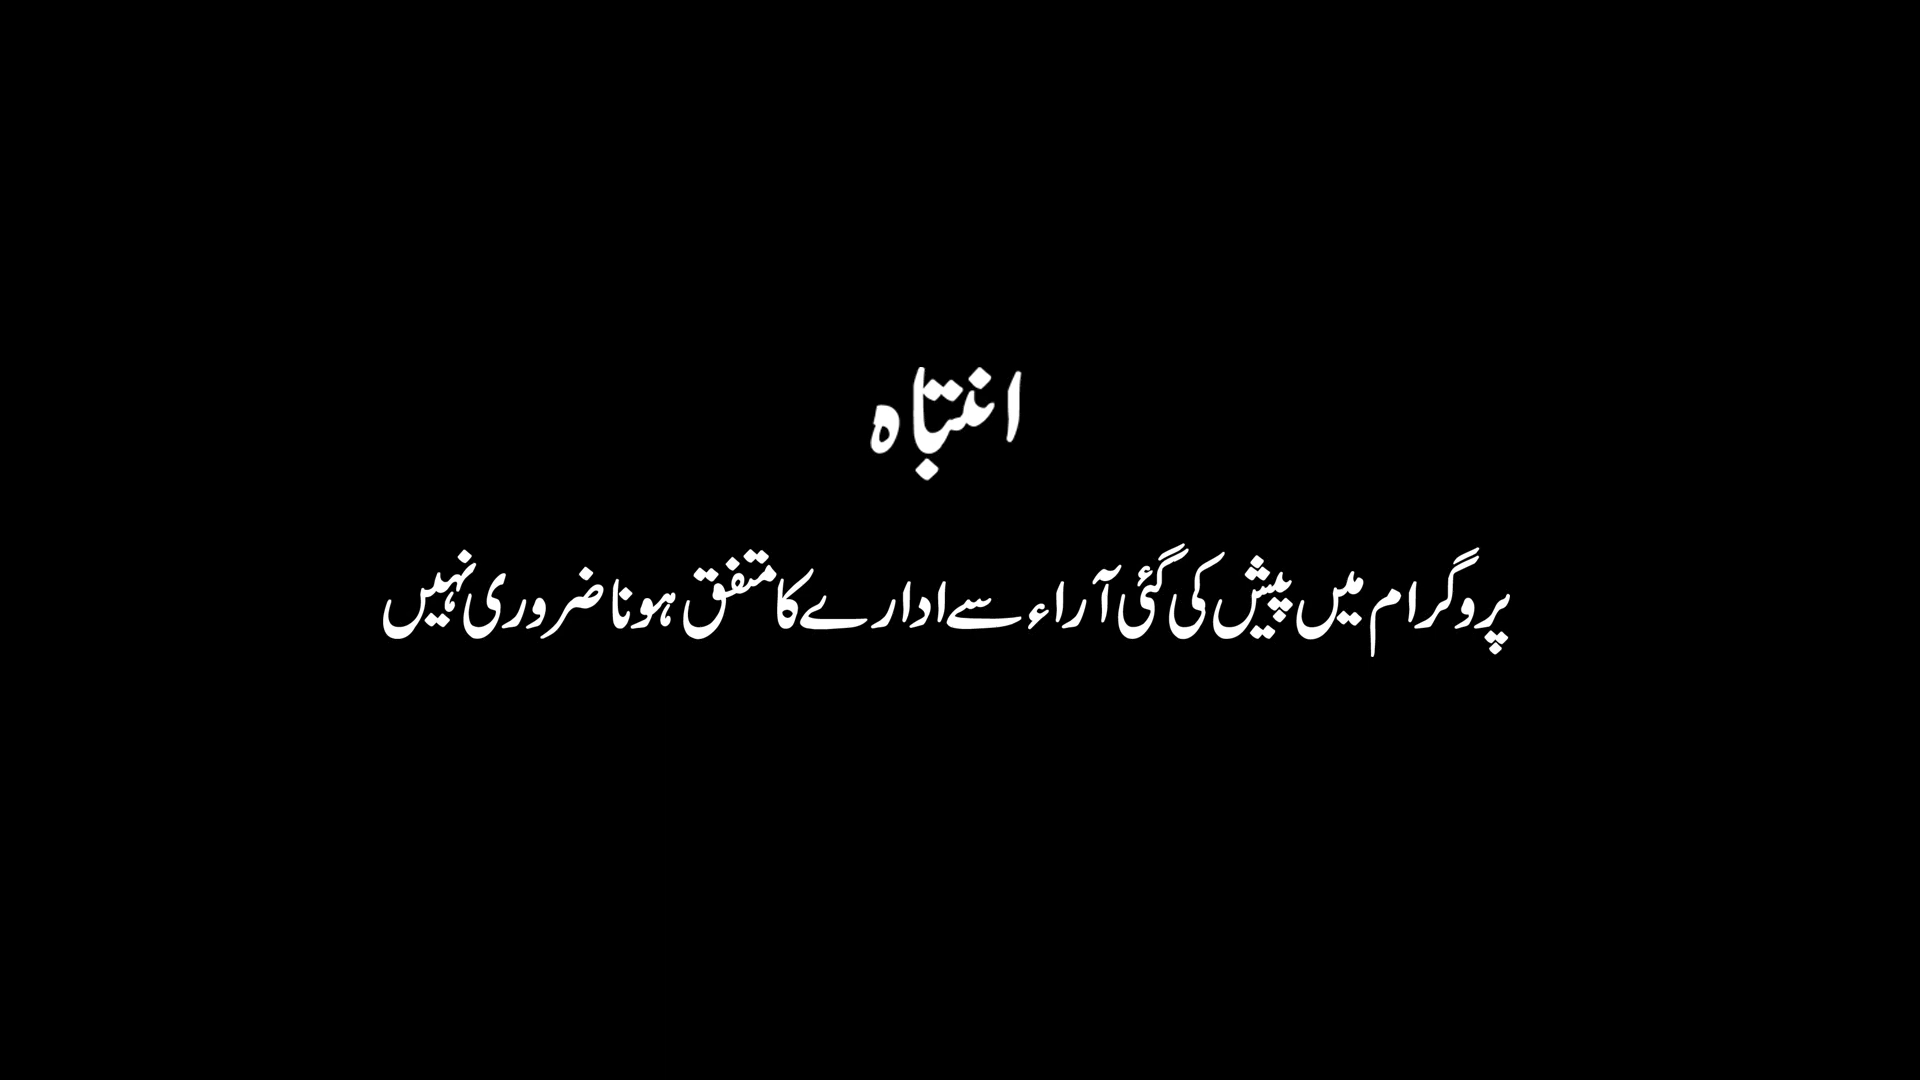 انتباہ
پروگرام میں پیش کی گئی آراء سے ادارے کا متفق ہونا ضروری نہیں